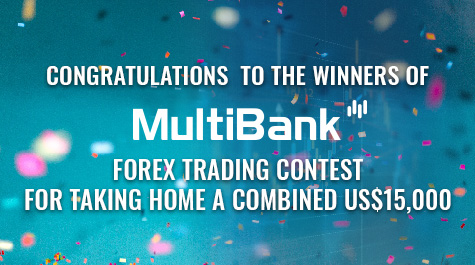 CONGRATULATIONS TO THE WINNERS OF
MultiBank
FOREX TRADING CONTEST
FOR TAKING HOME A COMBINED US$15,000